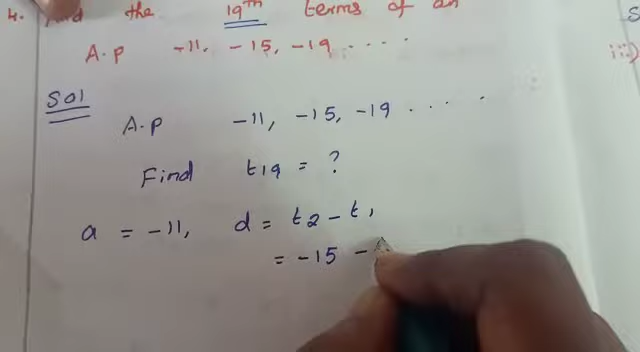 4. Find the 19th terms of an
A.p -11, -15, -19 ....
Sol
A.p -11, -15, -19 ....
Find t19 = ?
a = -11, d = t2 - t1
= -15 -